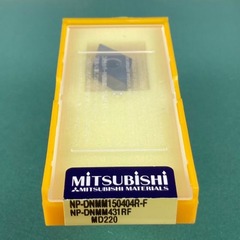 MITSUBISHI
MITSUBISHI MATERIALS
NP-DNMM150404R-F
NP-DNMM431RF
MD220